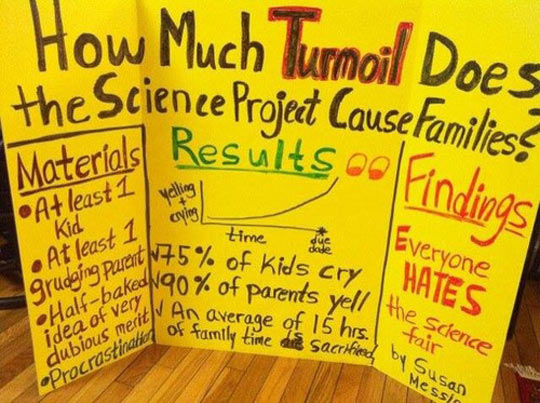 How Much Turmoil Does
the Science Project Cause Families?
Materials
• At least 1
Kid
• At least 1
grudging parent
• Half-baked
idea of very
dubious merit
• Procrastination
Results
yelling
+
crying
time
due
date
√75% of kids cry
√90% of parents yell
√ An average of 15 hrs.
of family time sacrificed
Findings
Everyone
HATES
the science
fair
by Susan
Messin